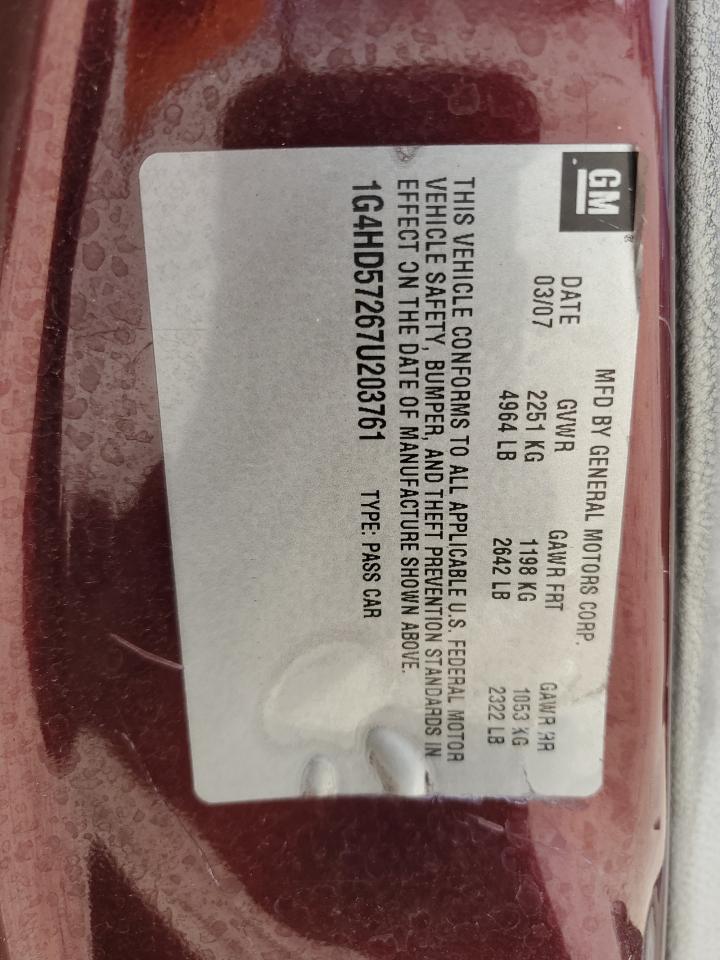 GM
MFD BY GENERAL MOTORS CORP.
DATE GVWR GAWR FRT GAWR RR
03/07 2251 KG 1198 KG 1053 KG
4964 LB 2642 LB 2322 LB
THIS VEHICLE CONFORMS TO ALL APPLICABLE U.S. FEDERAL MOTOR
VEHICLE SAFETY, BUMPER, AND THEFT PREVENTION STANDARDS IN
EFFECT ON THE DATE OF MANUFACTURE SHOWN ABOVE.
1G4HD57267U203761 TYPE: PASS CAR